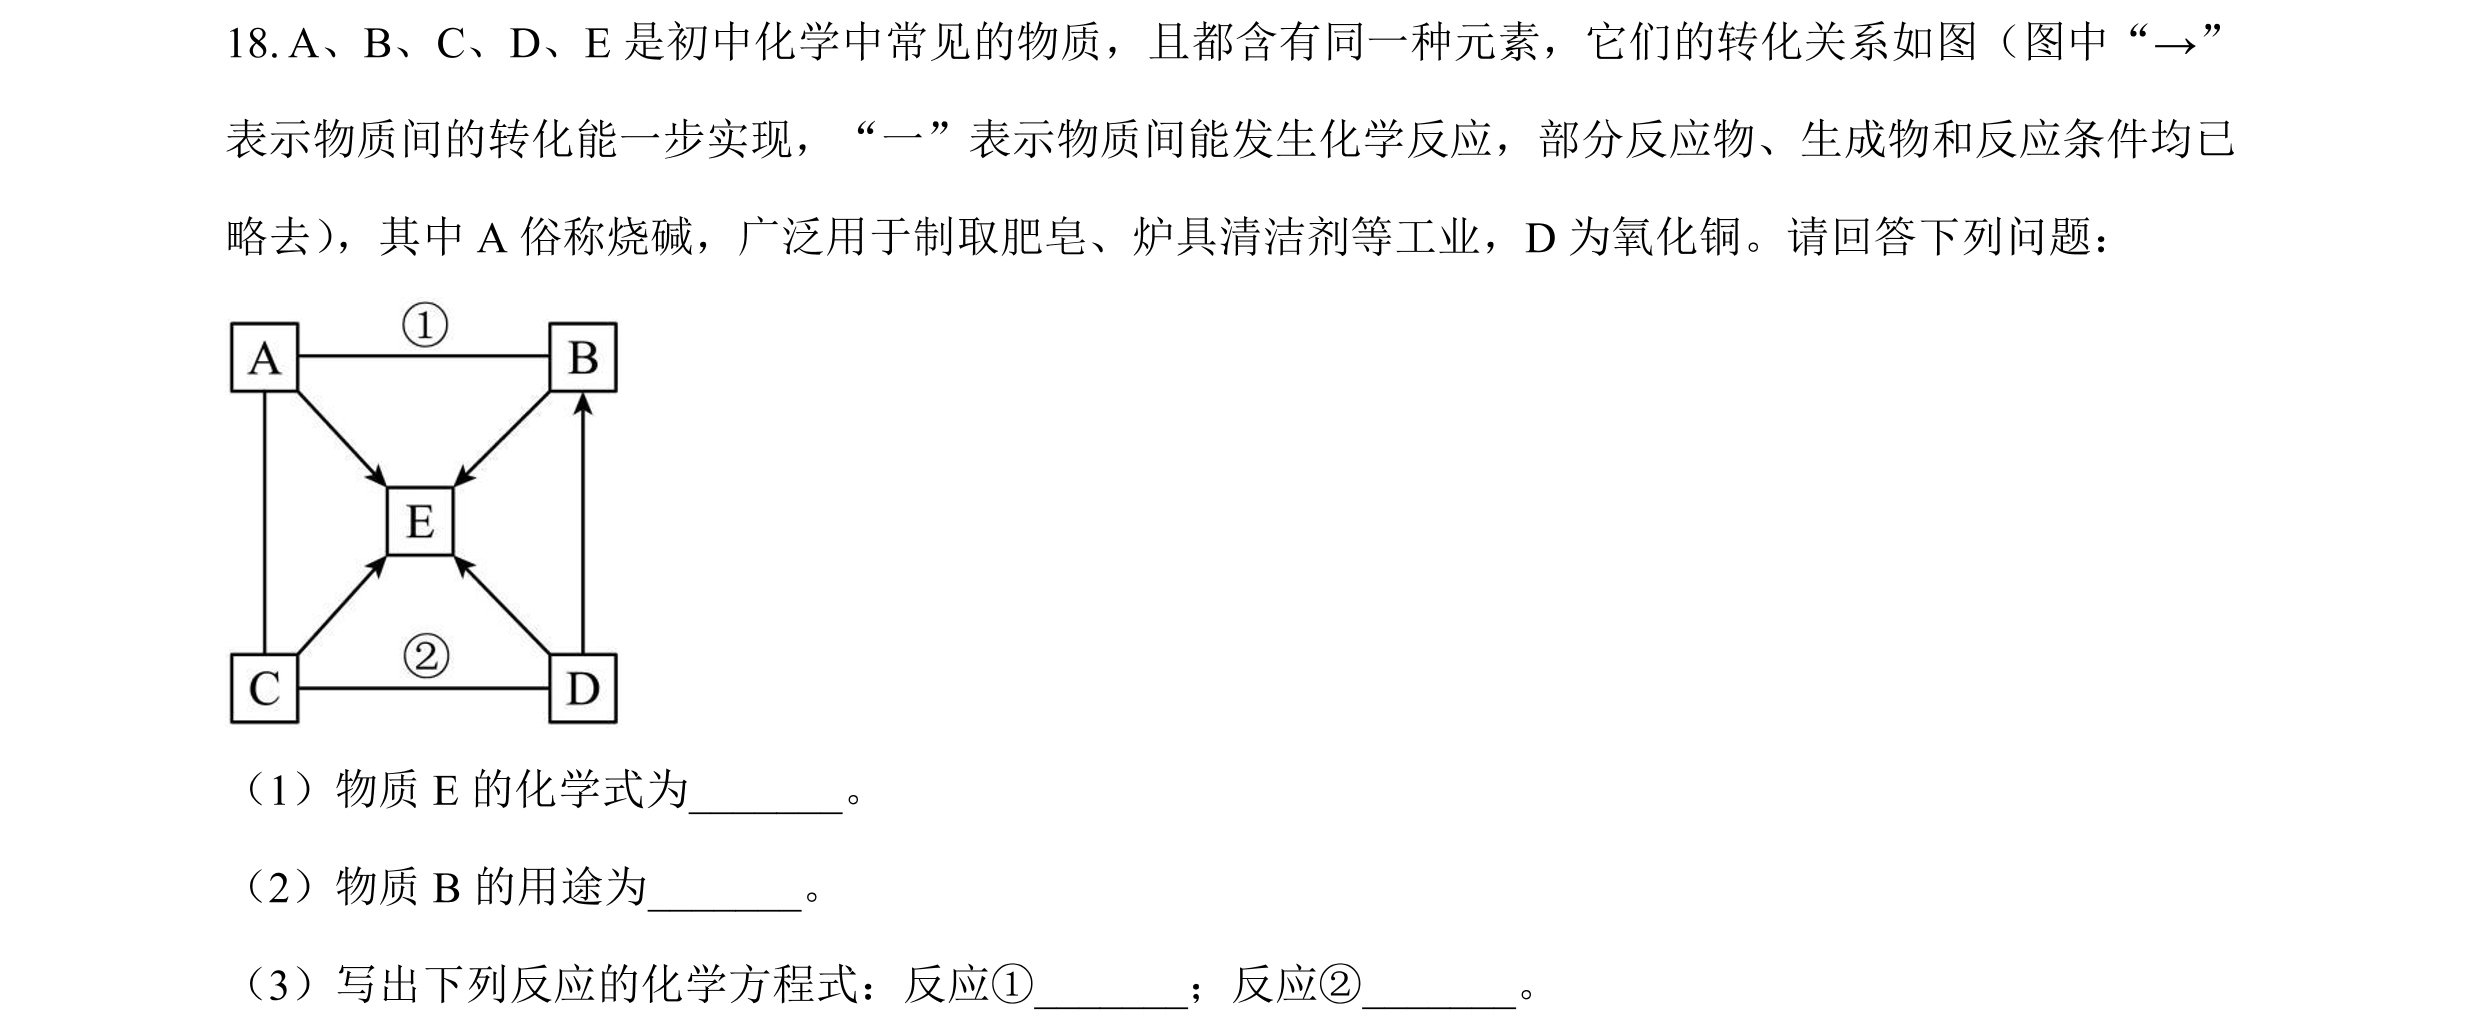 18. A、B、C、D、E 是初中化学中常见的物质，且都含有同一种元素，它们的转化关系如图（图中“→”
表示物质间的转化能一步实现，“一”表示物质间能发生化学反应，部分反应物、生成物和反应条件均已
略去），其中 A 俗称烧碱，广泛用于制取肥皂、炉具清洁剂等工业，D 为氧化铜。请回答下列问题：
①
A
B
E
②
C
D
（1）物质 E 的化学式为_______。
（2）物质 B 的用途为_______。
（3）写出下列反应的化学方程式：反应①_______；反应②_______。